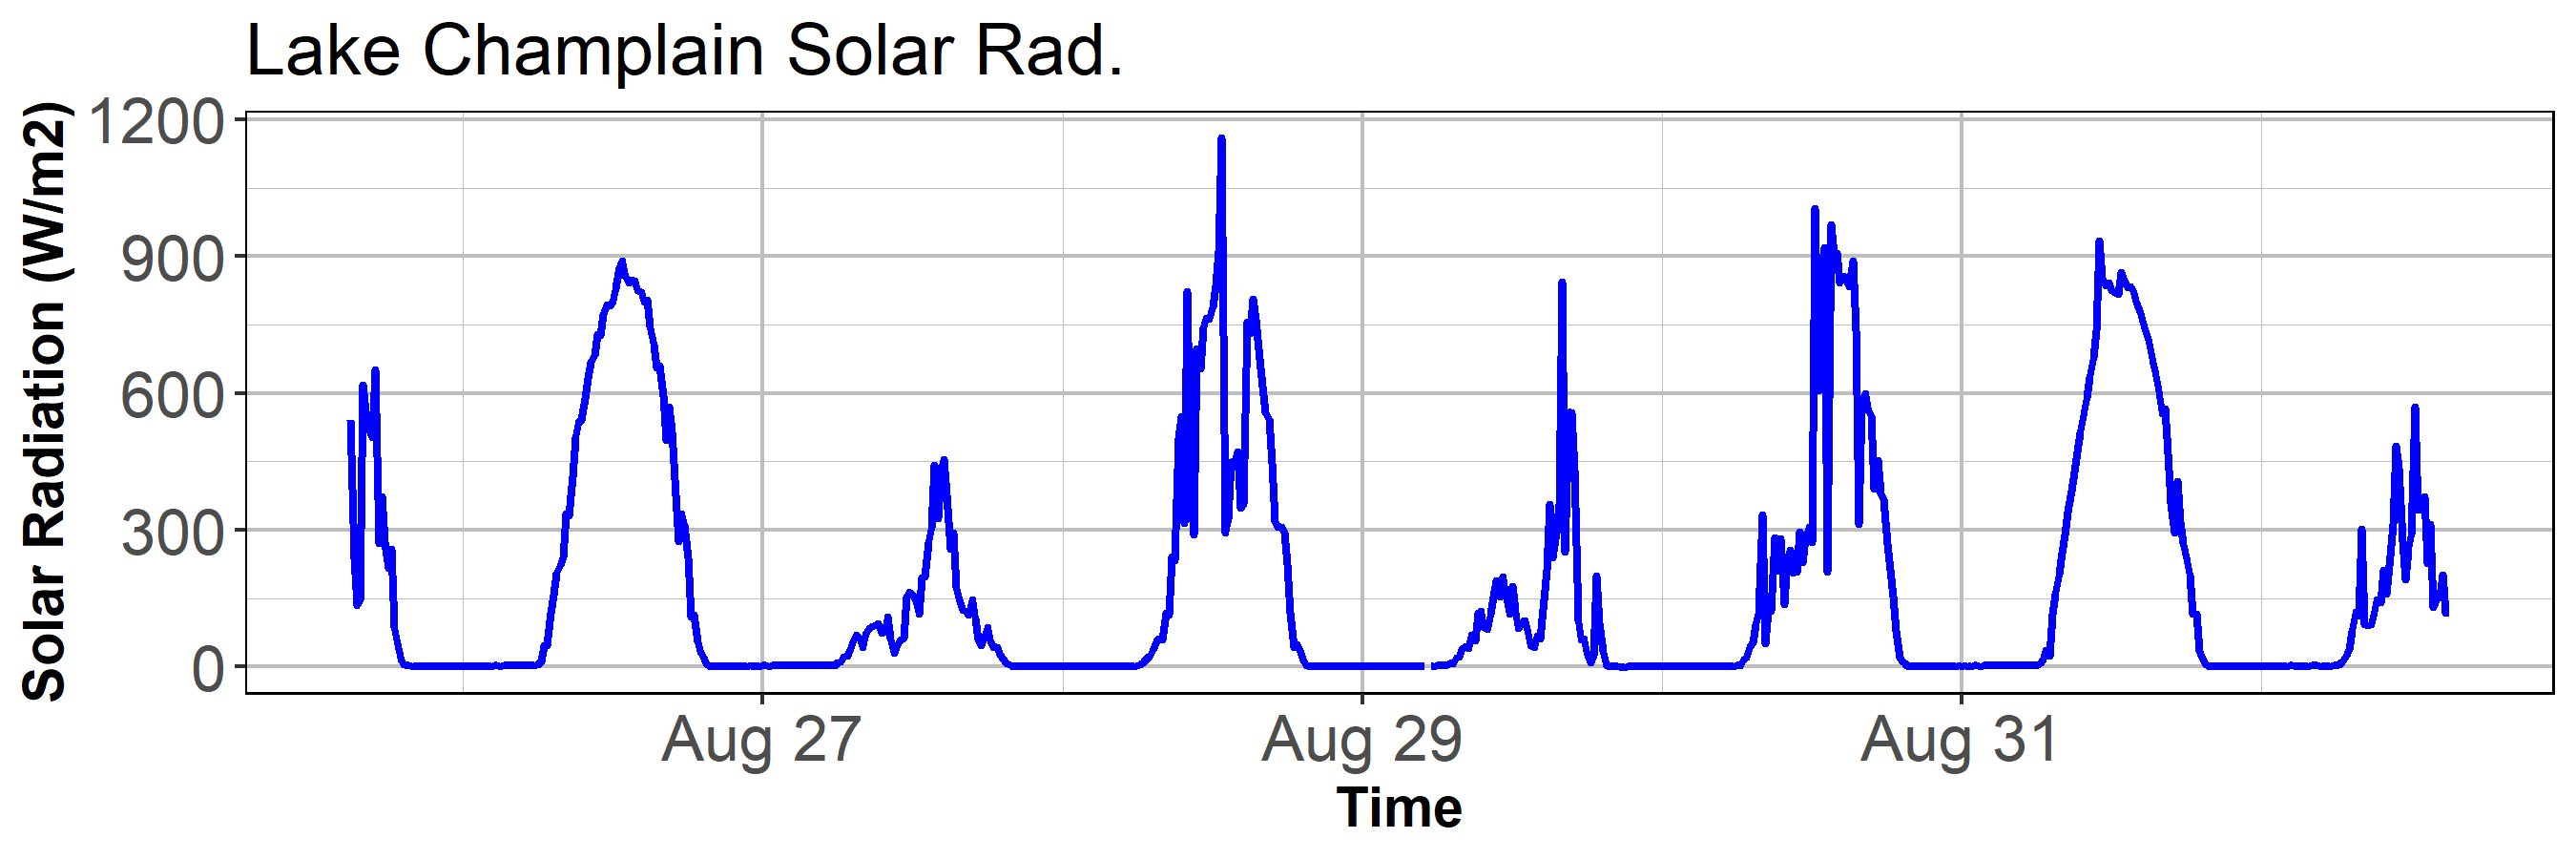 Lake Champlain Solar Rad.
Solar Radiation (W/m2)
1200
900
600
300
0
Aug 27
Aug 29
Aug 31
Time